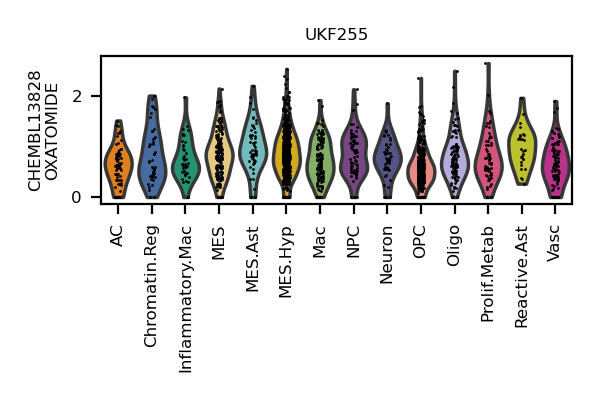 UKF255
CHEMBL13828
OXATOMIDE
2
0
AC
Chromatin.Reg
Inflammatory.Mac
MES
MES.Ast
MES.Hyp
Mac
NPC
Neuron
OPC
Oligo
Prolif.Metab
Reactive.Ast
Vasc